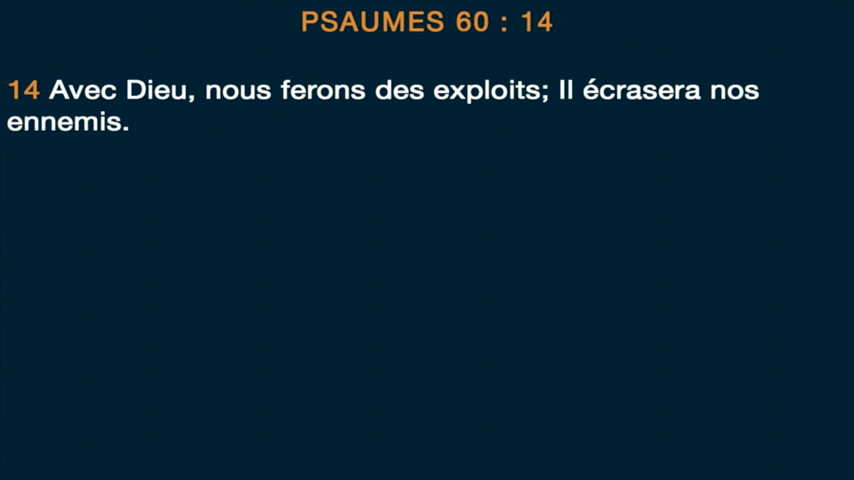 PSAUMES 60 : 14
14 Avec Dieu, nous ferons des exploits; Il écrasera nos
ennemis.